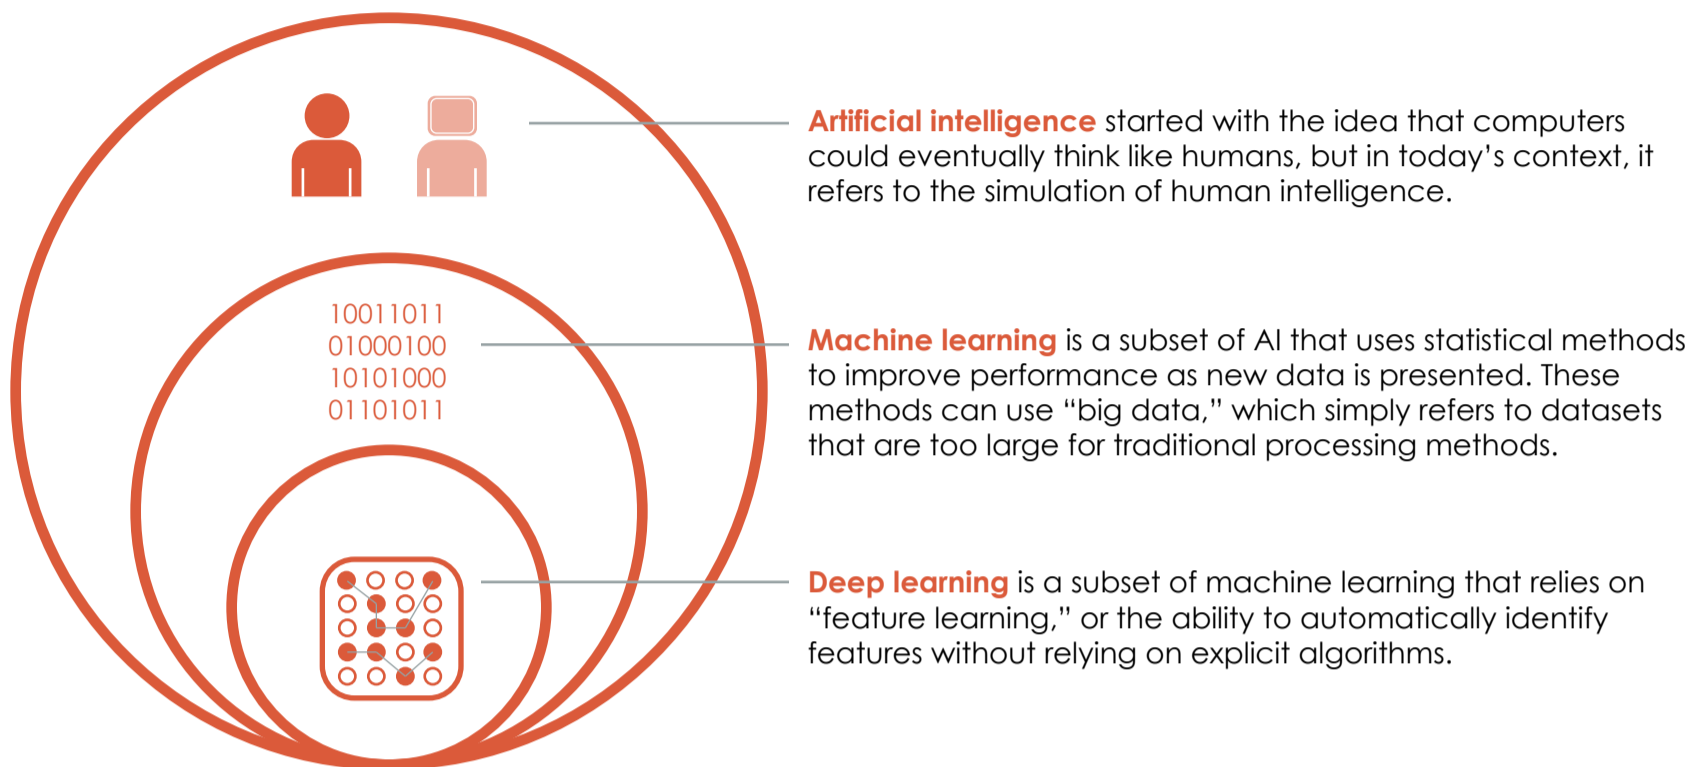 Artificial intelligence started with the idea that computers
could eventually think like humans, but in today’s context, it
refers to the simulation of human intelligence.
10011011
01000100
10101000
01101011
Machine learning is a subset of AI that uses statistical methods
to improve performance as new data is presented. These
methods can use “big data,” which simply refers to datasets
that are too large for traditional processing methods.
Deep learning is a subset of machine learning that relies on
“feature learning,” or the ability to automatically identify
features without relying on explicit algorithms.